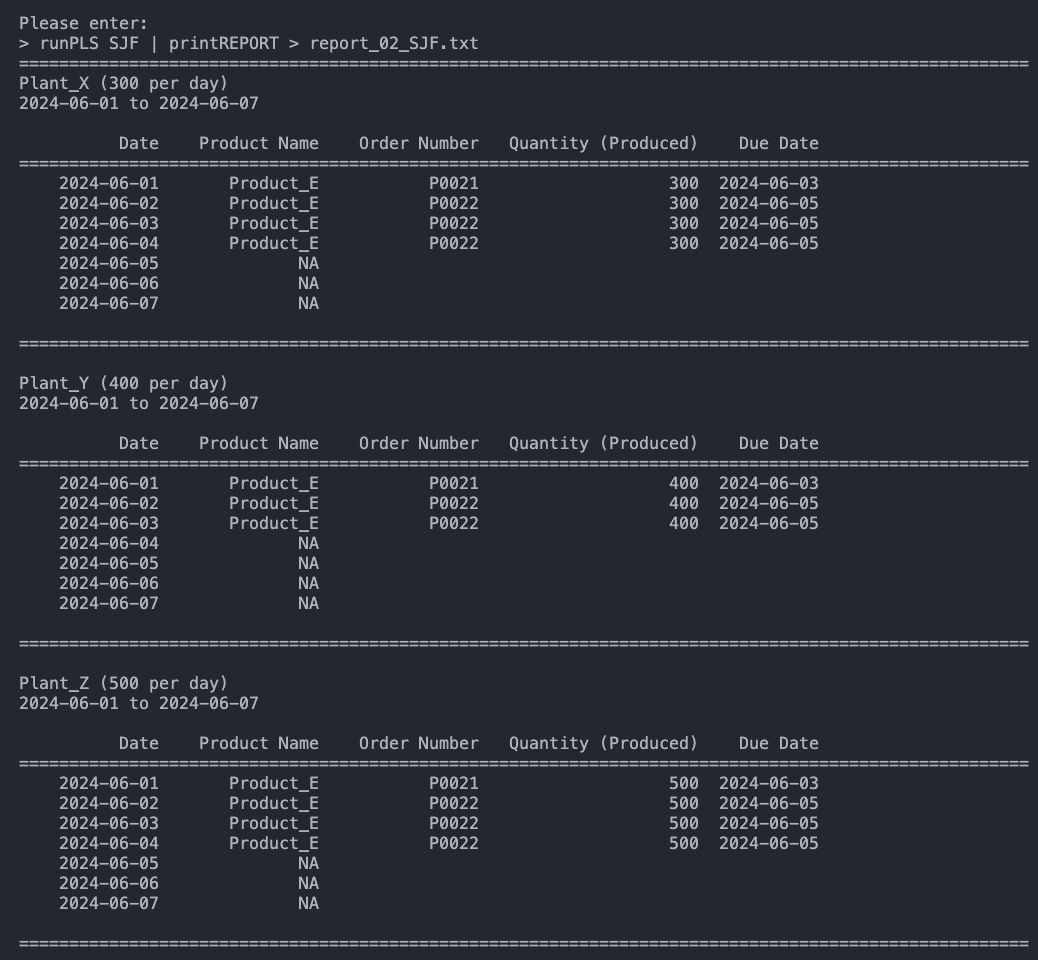 Please enter:
> runPLS SJF | printREPORT > report_02_SJF.txt
=====================================================================================================
Plant_X (300 per day)
2024-06-01 to 2024-06-07
          Date    Product Name    Order Number   Quantity (Produced)    Due Date
=====================================================================================================
    2024-06-01       Product_E           P0021                   300  2024-06-03
    2024-06-02       Product_E           P0022                   300  2024-06-05
    2024-06-03       Product_E           P0022                   300  2024-06-05
    2024-06-04       Product_E           P0022                   300  2024-06-05
    2024-06-05              NA
    2024-06-06              NA
    2024-06-07              NA
=====================================================================================================
Plant_Y (400 per day)
2024-06-01 to 2024-06-07
          Date    Product Name    Order Number   Quantity (Produced)    Due Date
=====================================================================================================
    2024-06-01       Product_E           P0021                   400  2024-06-03
    2024-06-02       Product_E           P0022                   400  2024-06-05
    2024-06-03       Product_E           P0022                   400  2024-06-05
    2024-06-04              NA
    2024-06-05              NA
    2024-06-06              NA
    2024-06-07              NA
=====================================================================================================
Plant_Z (500 per day)
2024-06-01 to 2024-06-07
          Date    Product Name    Order Number   Quantity (Produced)    Due Date
=====================================================================================================
    2024-06-01       Product_E           P0021                   500  2024-06-03
    2024-06-02       Product_E           P0022                   500  2024-06-05
    2024-06-03       Product_E           P0022                   500  2024-06-05
    2024-06-04       Product_E           P0022                   500  2024-06-05
    2024-06-05              NA
    2024-06-06              NA
    2024-06-07              NA
=====================================================================================================